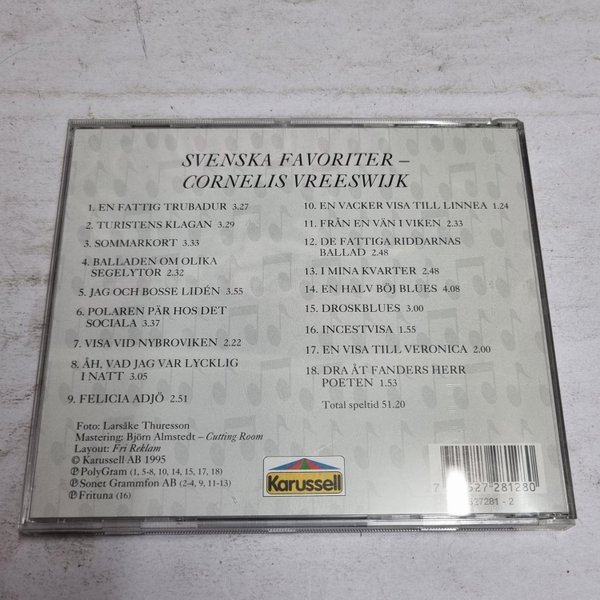 SVENSKA FAVORITER –
CORNELIS VREESWIJK
1. EN FATTIG TRUBADUR 3.27
2. TURISTENS KLAGAN 3.29
3. SOMMARKORT 3.33
4. BALLADEN OM OLIKA
SEGELYTOR 2.32
5. JAG OCH BOSSE LIDÉN 3.55
6. POLAREN PÄR HOS DET
SOCIALA 3.37
7. VISA VID NYBROVIKEN 2.22
8. ÅH, VAD JAG VAR LYCKLIG
I NATT 3.05
9. FELICIA ADJÖ 2.51
10. EN VACKER VISA TILL LINNEA 1.24
11. FRÅN EN VÄN I VIKEN 2.33
12. DE FATTIGA RIDDARNAS
BALLAD 2.48
13. I MINA KVARTER 2.48
14. EN HALV BÖJ BLUES 4.08
15. DROSKBLUES 3.00
16. INCESTVISA 1.55
17. EN VISA TILL VERONICA 2.00
18. DRA ÅT FANDERS HERR
POETEN 1.53
Total speltid 51.20
Foto: Larsåke Thuresson
Mastering: Björn Almstedt – Cutting Room
Layout: Fri Reklam
© Karussell AB 1995
℗ PolyGram (1, 5-8, 10, 14, 15, 17, 18)
℗ Sonet Grammfon AB (2-4, 9, 11-13)
℗ Frituna (16)
Karussell
281280
527281 - 2